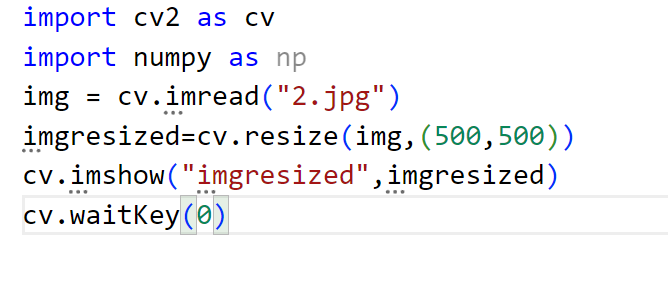 import cv2 as cv
import numpy as np
img = cv.imread("2.jpg")
imgresized=cv.resize(img,(500,500))
cv.imshow("imgresized",imgresized)
cv.waitKey(0)